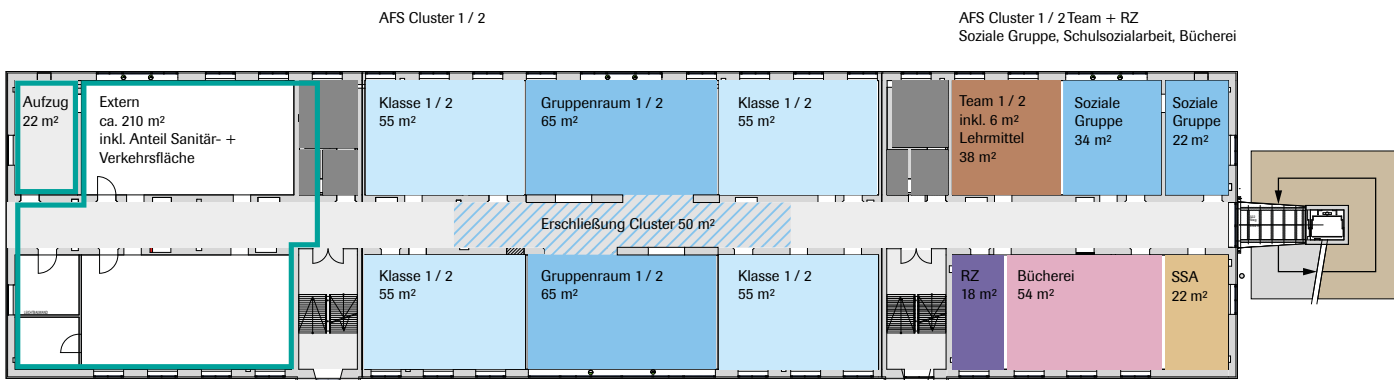 AFS Cluster 1 / 2
AFS Cluster 1 / 2 Team + RZ
Soziale Gruppe, Schulsozialarbeit, Bücherei
Aufzug
22 m²
Extern
ca. 210 m²
inkl. Anteil Sanitär- +
Verkehrsfläche
Klasse 1 / 2
55 m²
Gruppenraum 1 / 2
65 m²
Klasse 1 / 2
55 m²
Team 1 / 2
inkl. 6 m²
Lehrmittel
38 m²
Soziale
Gruppe
34 m²
Soziale
Gruppe
22 m²
Erschließung Cluster 50 m²
Klasse 1 / 2
55 m²
Gruppenraum 1 / 2
65 m²
Klasse 1 / 2
55 m²
RZ
18 m²
Bücherei
54 m²
SSA
22 m²